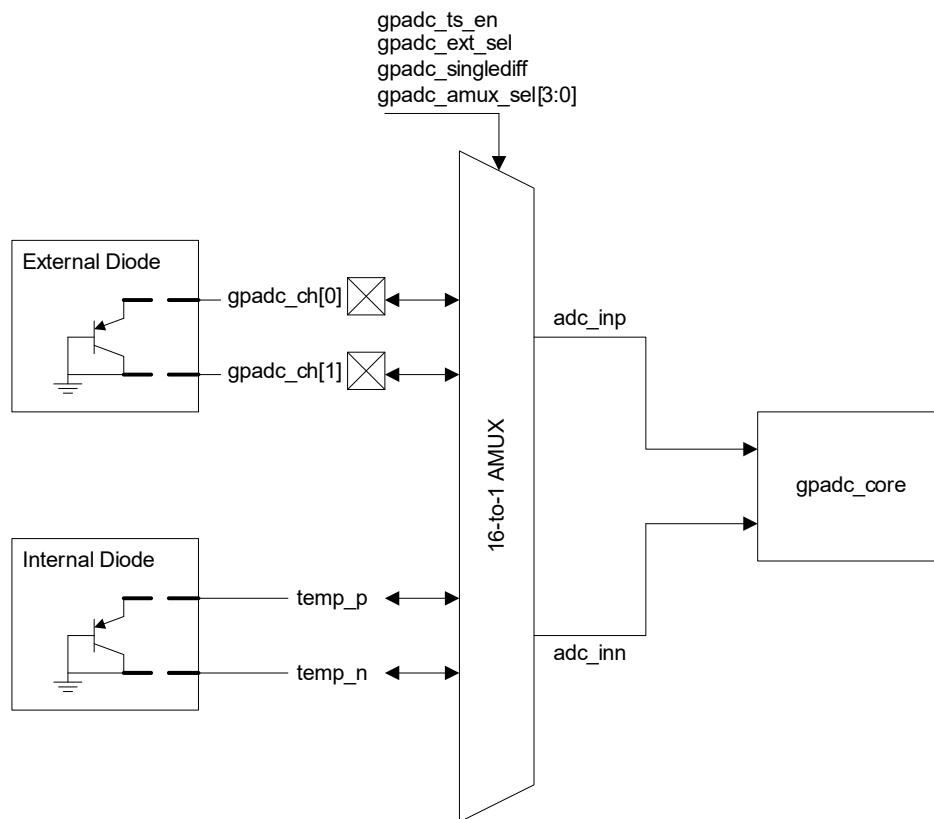 gpadc_ts_en
gpadc_ext_sel
gpadc_singlediff
gpadc_amux_sel[3:0]
External Diode
gpadc_ch[0]
gpadc_ch[1]
adc_inp
16-to-1 AMUX
gpadc_core
Internal Diode
temp_p
temp_n
adc_inn